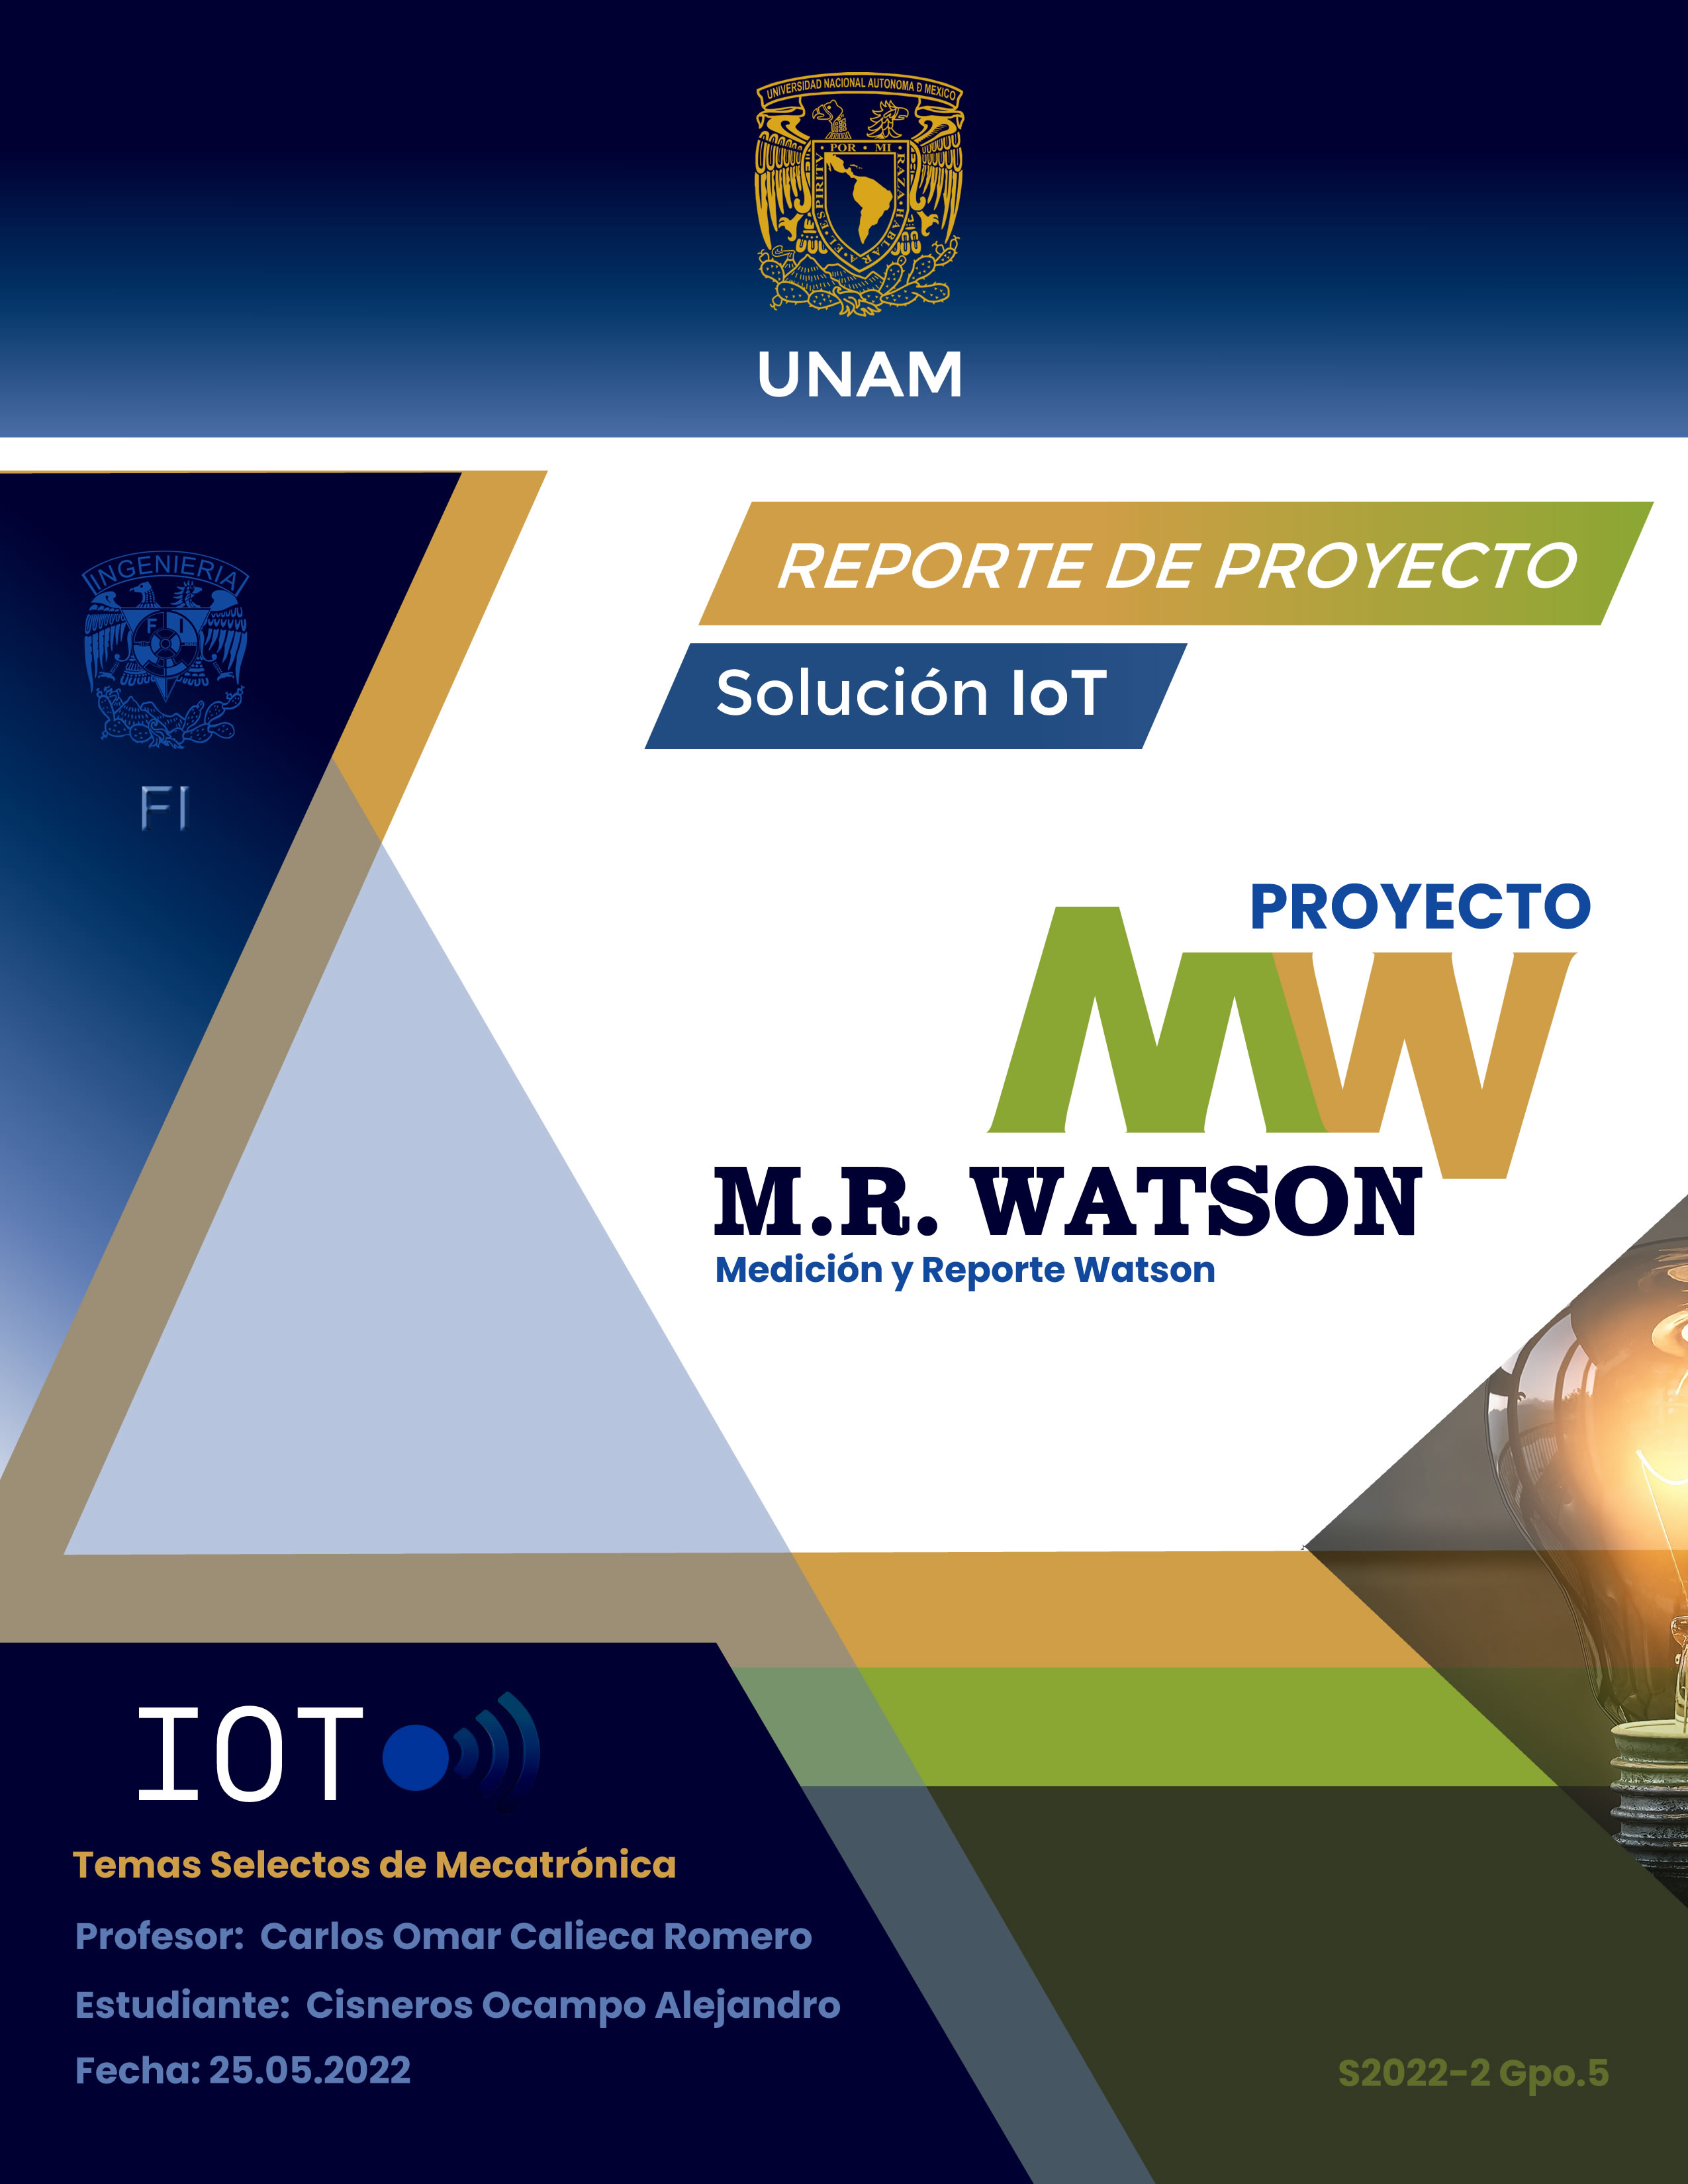 UNIVERSIDAD NACIONAL AUTONOMA D MEXICO
POR • MI • RAZA • HABLARA • EL • ESPIRITV
UNAM
INGENIERIA
F I
FI
REPORTE DE PROYECTO
Solución IoT
PROYECTO
MW
M.R. WATSON
Medición y Reporte Watson
IOT
Temas Selectos de Mecatrónica
Profesor: Carlos Omar Calieca Romero
Estudiante: Cisneros Ocampo Alejandro
Fecha: 25.05.2022
S2022-2 Gpo.5